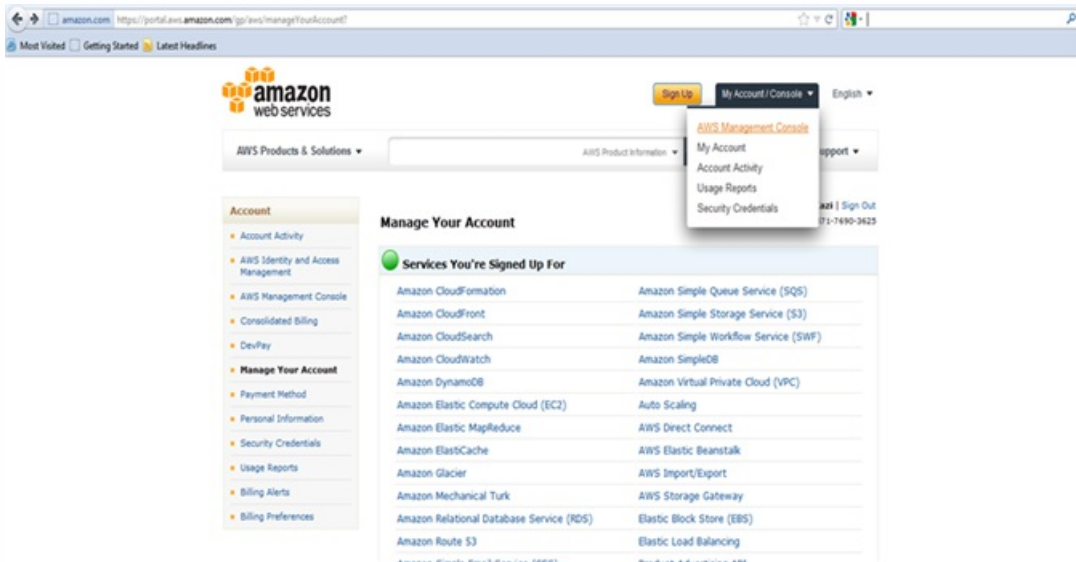 amazon.com https://portal.aws.amazon.com/gp/aws/manageYourAccount?
Most Visited Getting Started Latest Headlines
amazon
web services
Sign Up My Account / Console English
AWS Management Console
My Account
Account Activity
Usage Reports
Security Credentials
AWS Products & Solutions AWS Product Information upport
azi | Sign Out
71-7690-3625
Account
Account Activity
AWS Identity and Access
Management
AWS Management Console
Consolidated Billing
DevPay
Manage Your Account
Payment Method
Personal Information
Security Credentials
Usage Reports
Billing Alerts
Billing Preferences
Manage Your Account
Services You're Signed Up For
Amazon CloudFormation Amazon Simple Queue Service (SQS)
Amazon CloudFront Amazon Simple Storage Service (S3)
Amazon CloudSearch Amazon Simple Workflow Service (SWF)
Amazon CloudWatch Amazon SimpleDB
Amazon DynamoDB Amazon Virtual Private Cloud (VPC)
Amazon Elastic Compute Cloud (EC2) Auto Scaling
Amazon Elastic MapReduce AWS Direct Connect
Amazon ElastiCache AWS Elastic Beanstalk
Amazon Glacier AWS Import/Export
Amazon Mechanical Turk AWS Storage Gateway
Amazon Relational Database Service (RDS) Elastic Block Store (EBS)
Amazon Route 53 Elastic Load Balancing